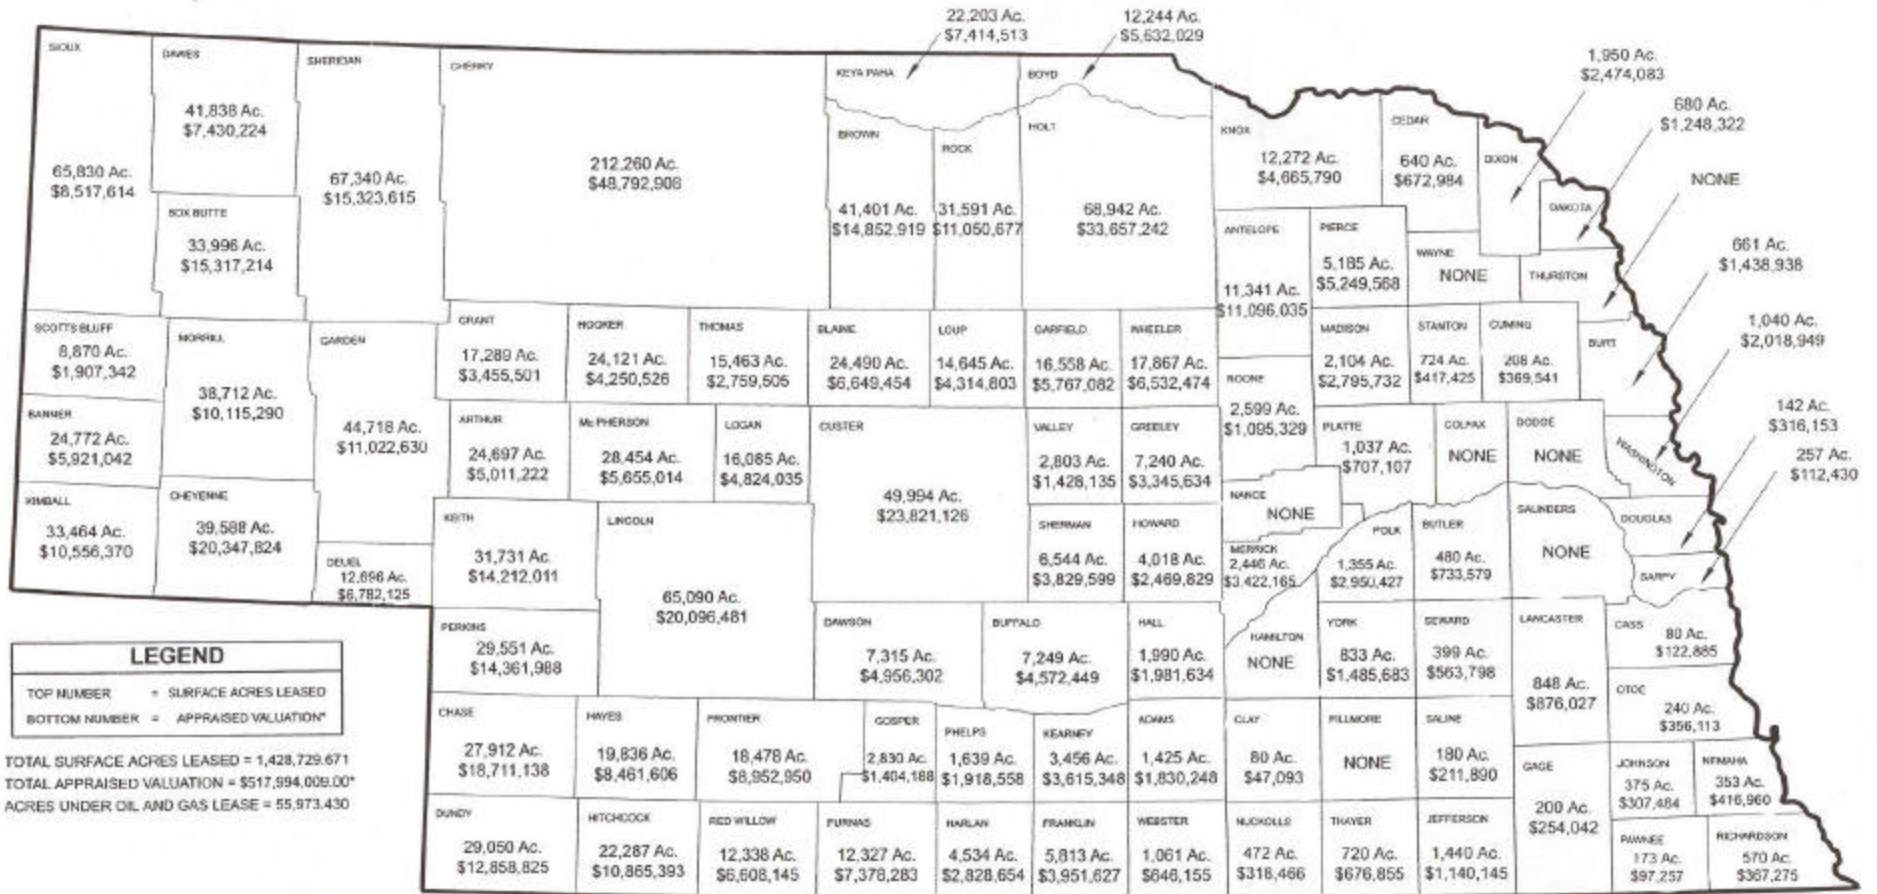 22,203 Ac.
$7,414,513
12,244 Ac.
$5,632,029
1,950 Ac.
$2,474,083
680 Ac.
$1,248,322
NONE
661 Ac.
$1,438,938
1,040 Ac.
$2,018,949
142 Ac.
$316,153
257 Ac.
$112,430
SIOUX
65,830 Ac.
$8,517,614
DAWES
41,838 Ac.
$7,430,224
SHERIDAN
67,340 Ac.
$15,323,615
CHERRY
212,260 Ac.
$48,792,908
KEYA PAHA
BOYD
BROWN
41,401 Ac.
$14,852,919
ROCK
31,591 Ac.
$11,050,677
HOLT
68,942 Ac.
$33,657,242
KNOX
12,272 Ac.
$4,665,790
CEDAR
640 Ac.
$672,984
DIXON
DAKOTA
BOX BUTTE
33,996 Ac.
$15,317,214
ANTELOPE
11,341 Ac.
$11,096,035
PIERCE
5,185 Ac.
$5,249,568
WAYNE
NONE
THURSTON
SCOTTS BLUFF
8,870 Ac.
$1,907,342
MORRILL
38,712 Ac.
$10,115,290
GARDEN
44,718 Ac.
$11,022,630
GRANT
17,289 Ac.
$3,455,501
HOOKER
24,121 Ac.
$4,250,526
THOMAS
15,463 Ac.
$2,759,505
BLAINE
24,490 Ac.
$6,649,454
LOUP
14,645 Ac.
$4,314,803
GARFIELD
16,558 Ac.
$5,767,082
WHEELER
17,867 Ac.
$6,532,474
MADISON
2,104 Ac.
$2,795,732
STANTON
724 Ac.
$417,425
CUMING
208 Ac.
$369,541
BURT
BANNER
24,772 Ac.
$5,921,042
ARTHUR
24,697 Ac.
$5,011,222
Mc PHERSON
28,454 Ac.
$5,655,014
LOGAN
16,085 Ac.
$4,824,035
CUSTER
49,994 Ac.
$23,821,126
VALLEY
2,803 Ac.
$1,428,135
GREELEY
7,240 Ac.
$3,345,634
BOONE
2,599 Ac.
$1,095,329
PLATTE
1,037 Ac.
$707,107
COLFAX
NONE
DODGE
NONE
WASHINGTON
KIMBALL
33,464 Ac.
$10,556,370
CHEYENNE
39,588 Ac.
$20,347,824
DEUEL
12,696 Ac.
$6,782,125
KEITH
31,731 Ac.
$14,212,011
LINCOLN
65,090 Ac.
$20,096,481
SHERMAN
6,544 Ac.
$3,829,599
HOWARD
4,018 Ac.
$2,469,829
NANCE
NONE
MERRICK
2,446 Ac.
$3,422,165
POLK
1,355 Ac.
$2,950,427
BUTLER
480 Ac.
$733,579
SAUNDERS
NONE
DOUGLAS
SARPY
PERKINS
29,551 Ac.
$14,361,988
DAWSON
7,315 Ac.
$4,956,302
BUFFALO
7,249 Ac.
$4,572,449
HALL
1,990 Ac.
$1,981,634
HAMILTON
NONE
YORK
833 Ac.
$1,485,683
SEWARD
399 Ac.
$563,798
LANCASTER
848 Ac.
$876,027
CASS
80 Ac.
$122,885
OTOE
240 Ac.
$356,113
CHASE
27,912 Ac.
$18,711,138
HAYES
19,836 Ac.
$8,461,606
FRONTIER
18,478 Ac.
$8,952,950
GOSPER
2,830 Ac.
$1,404,188
PHELPS
1,639 Ac.
$1,918,558
KEARNEY
3,456 Ac.
$3,615,348
ADAMS
1,425 Ac.
$1,830,248
CLAY
80 Ac.
$47,093
FILLMORE
NONE
SALINE
180 Ac.
$211,890
GAGE
200 Ac.
$254,042
JOHNSON
375 Ac.
$307,484
NEMAHA
353 Ac.
$416,960
DUNDY
29,050 Ac.
$12,858,825
HITCHCOCK
22,287 Ac.
$10,865,393
RED WILLOW
12,338 Ac.
$6,608,145
FURNAS
12,327 Ac.
$7,378,283
HARLAN
4,534 Ac.
$2,828,654
FRANKLIN
5,813 Ac.
$3,951,627
WEBSTER
1,061 Ac.
$646,155
NUCKOLLS
472 Ac.
$318,466
THAYER
720 Ac.
$676,855
JEFFERSON
1,440 Ac.
$1,140,145
PAWNEE
173 Ac.
$97,257
RICHARDSON
570 Ac.
$367,275
LEGEND
TOP NUMBER = SURFACE ACRES LEASED
BOTTOM NUMBER = APPRAISED VALUATION*
TOTAL SURFACE ACRES LEASED = 1,428,729.671
TOTAL APPRAISED VALUATION = $517,994,009.00*
ACRES UNDER OIL AND GAS LEASE = 55,973.430